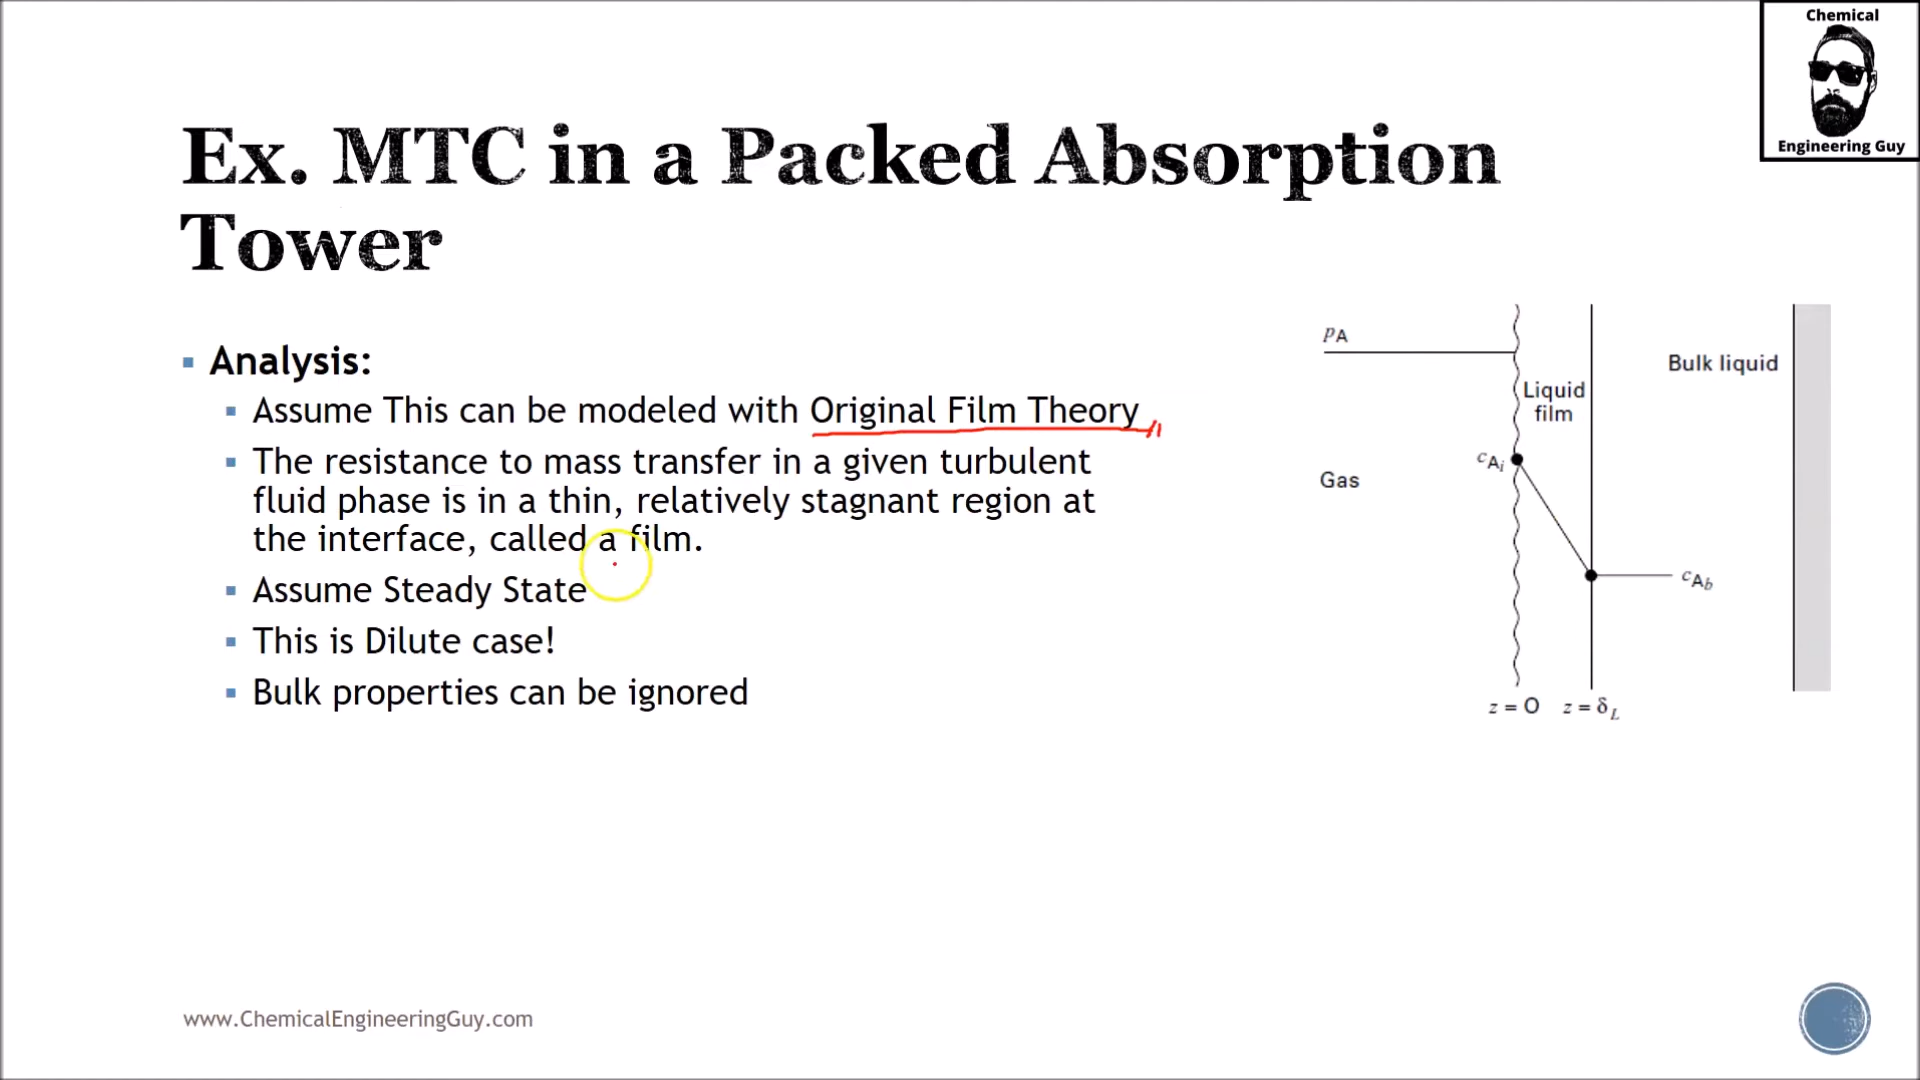 Chemical
Engineering Guy
Ex. MTC in a Packed Absorption
Tower
Analysis:
Assume This can be modeled with Original Film Theory
The resistance to mass transfer in a given turbulent
fluid phase is in a thin, relatively stagnant region at
the interface, called a film.
Assume Steady State
This is Dilute case!
Bulk properties can be ignored
pA
Bulk liquid
Liquid
film
cAi
Gas
cAb
z = 0 z = δL
www.ChemicalEngineeringGuy.com